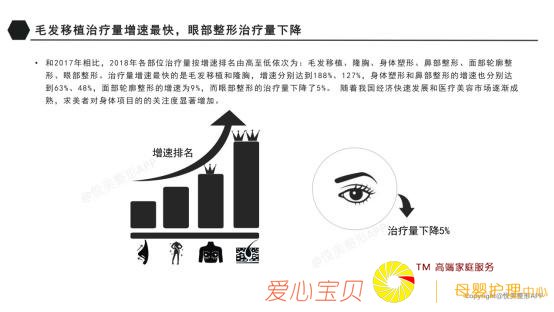 毛发移植治疗量增速最快，眼部整形治疗量下降
• 和2017年相比，2018年各部位治疗量按增速排名由高至低依次为：毛发移植、隆胸、身体塑形、鼻部整形、面部轮廓整
形、眼部整形。治疗量增速最快的是毛发移植和隆胸，增速分别达到188%、127%，身体塑形和鼻部整形的增速也分别达
到63%、48%，面部轮廓整形的增速为9%，而眼部整形的治疗量下降了5%。 随着我国经济快速发展和医疗美容市场逐渐成
熟，求美者对身体项目的的关注度显著增加。
增速排名
@悦美整形APP
@悦美整形APP
治疗量下降5%
爱心宝贝
TM 高端家庭服务
母婴护理中心
Copyright@悦美整形APP